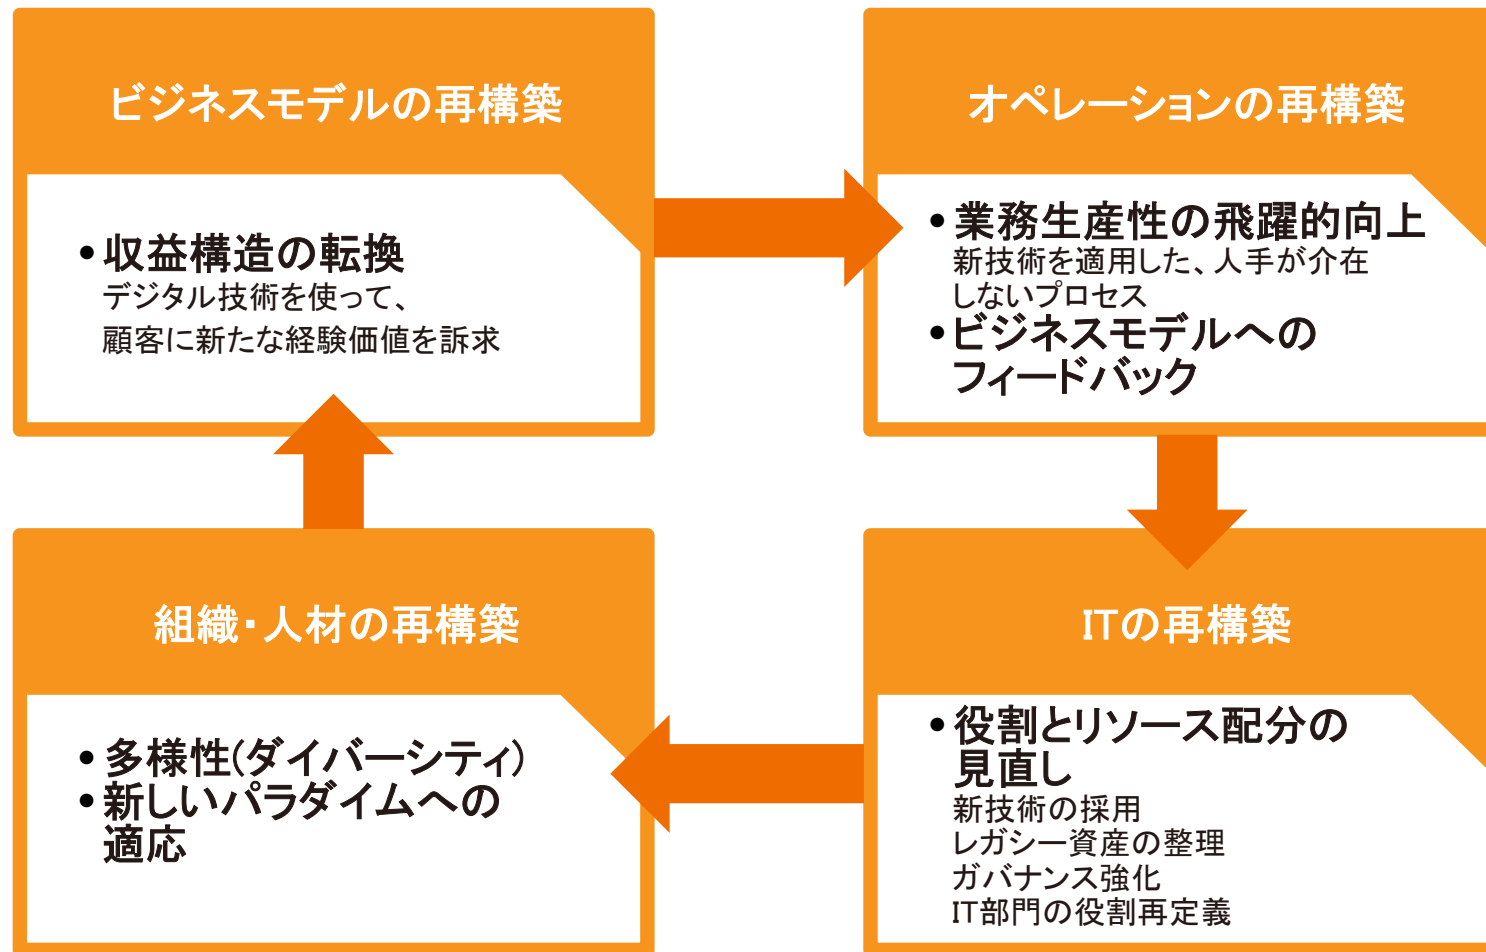 ビジネスモデルの再構築
• 収益構造の転換
デジタル技術を使って、
顧客に新たな経験価値を訴求
オペレーションの再構築
• 業務生産性の飛躍的向上
新技術を適用した、人手が介在
しないプロセス
• ビジネスモデルへの
フィードバック
組織・人材の再構築
• 多様性(ダイバーシティ)
• 新しいパラダイムへの
適応
ITの再構築
• 役割とリソース配分の
見直し
新技術の採用
レガシー資産の整理
ガバナンス強化
IT部門の役割再定義